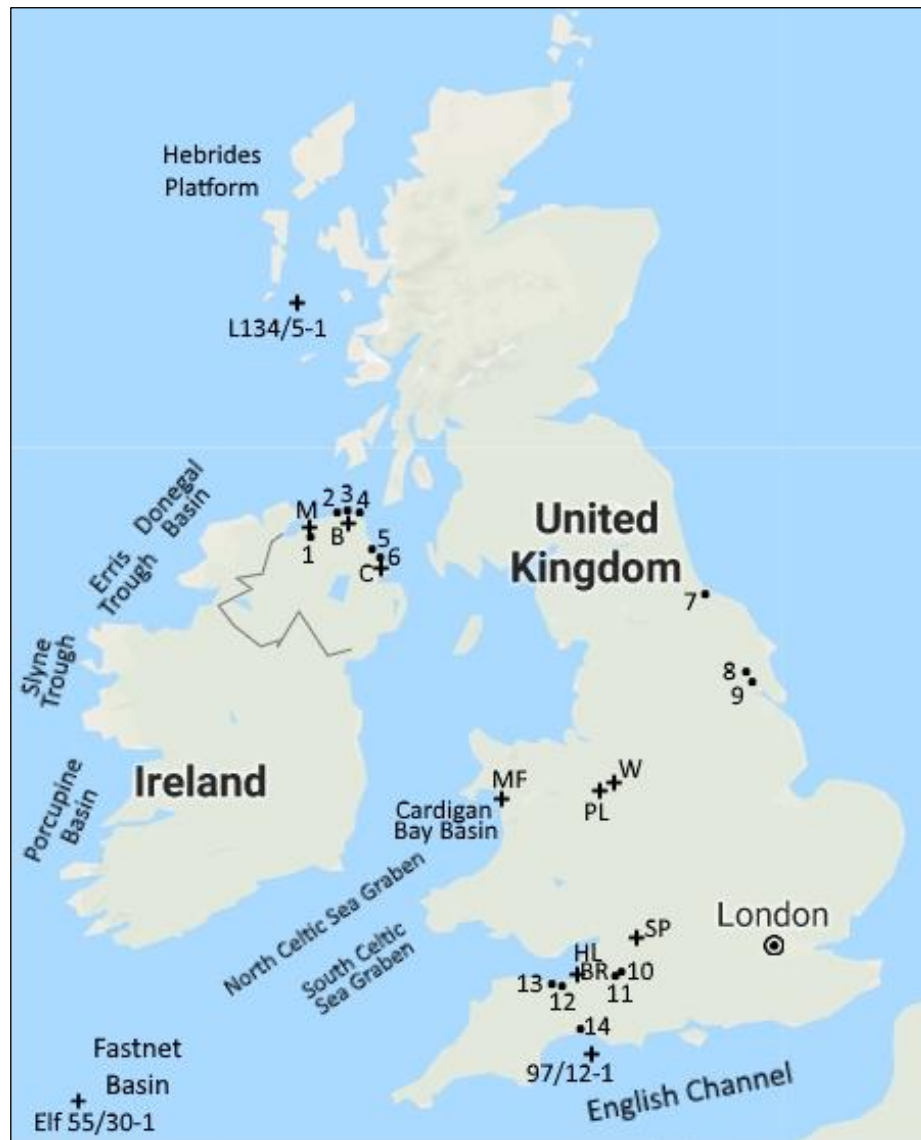 Hebrides
Platform
L134/5-1
Donegal
Basin
Erris
Trough
Slyne
Trough
Porcupine
Basin
M
2
3
4
B
1
5
6
C
United
Kingdom
7
8
9
Ireland
MF
W
PL
Cardigan
Bay Basin
North Celtic Sea Graben
South Celtic
Sea Graben
London
SP
HL
BR
10
11
13
12
14
97/12-1
English Channel
Fastnet
Basin
Elf 55/30-1